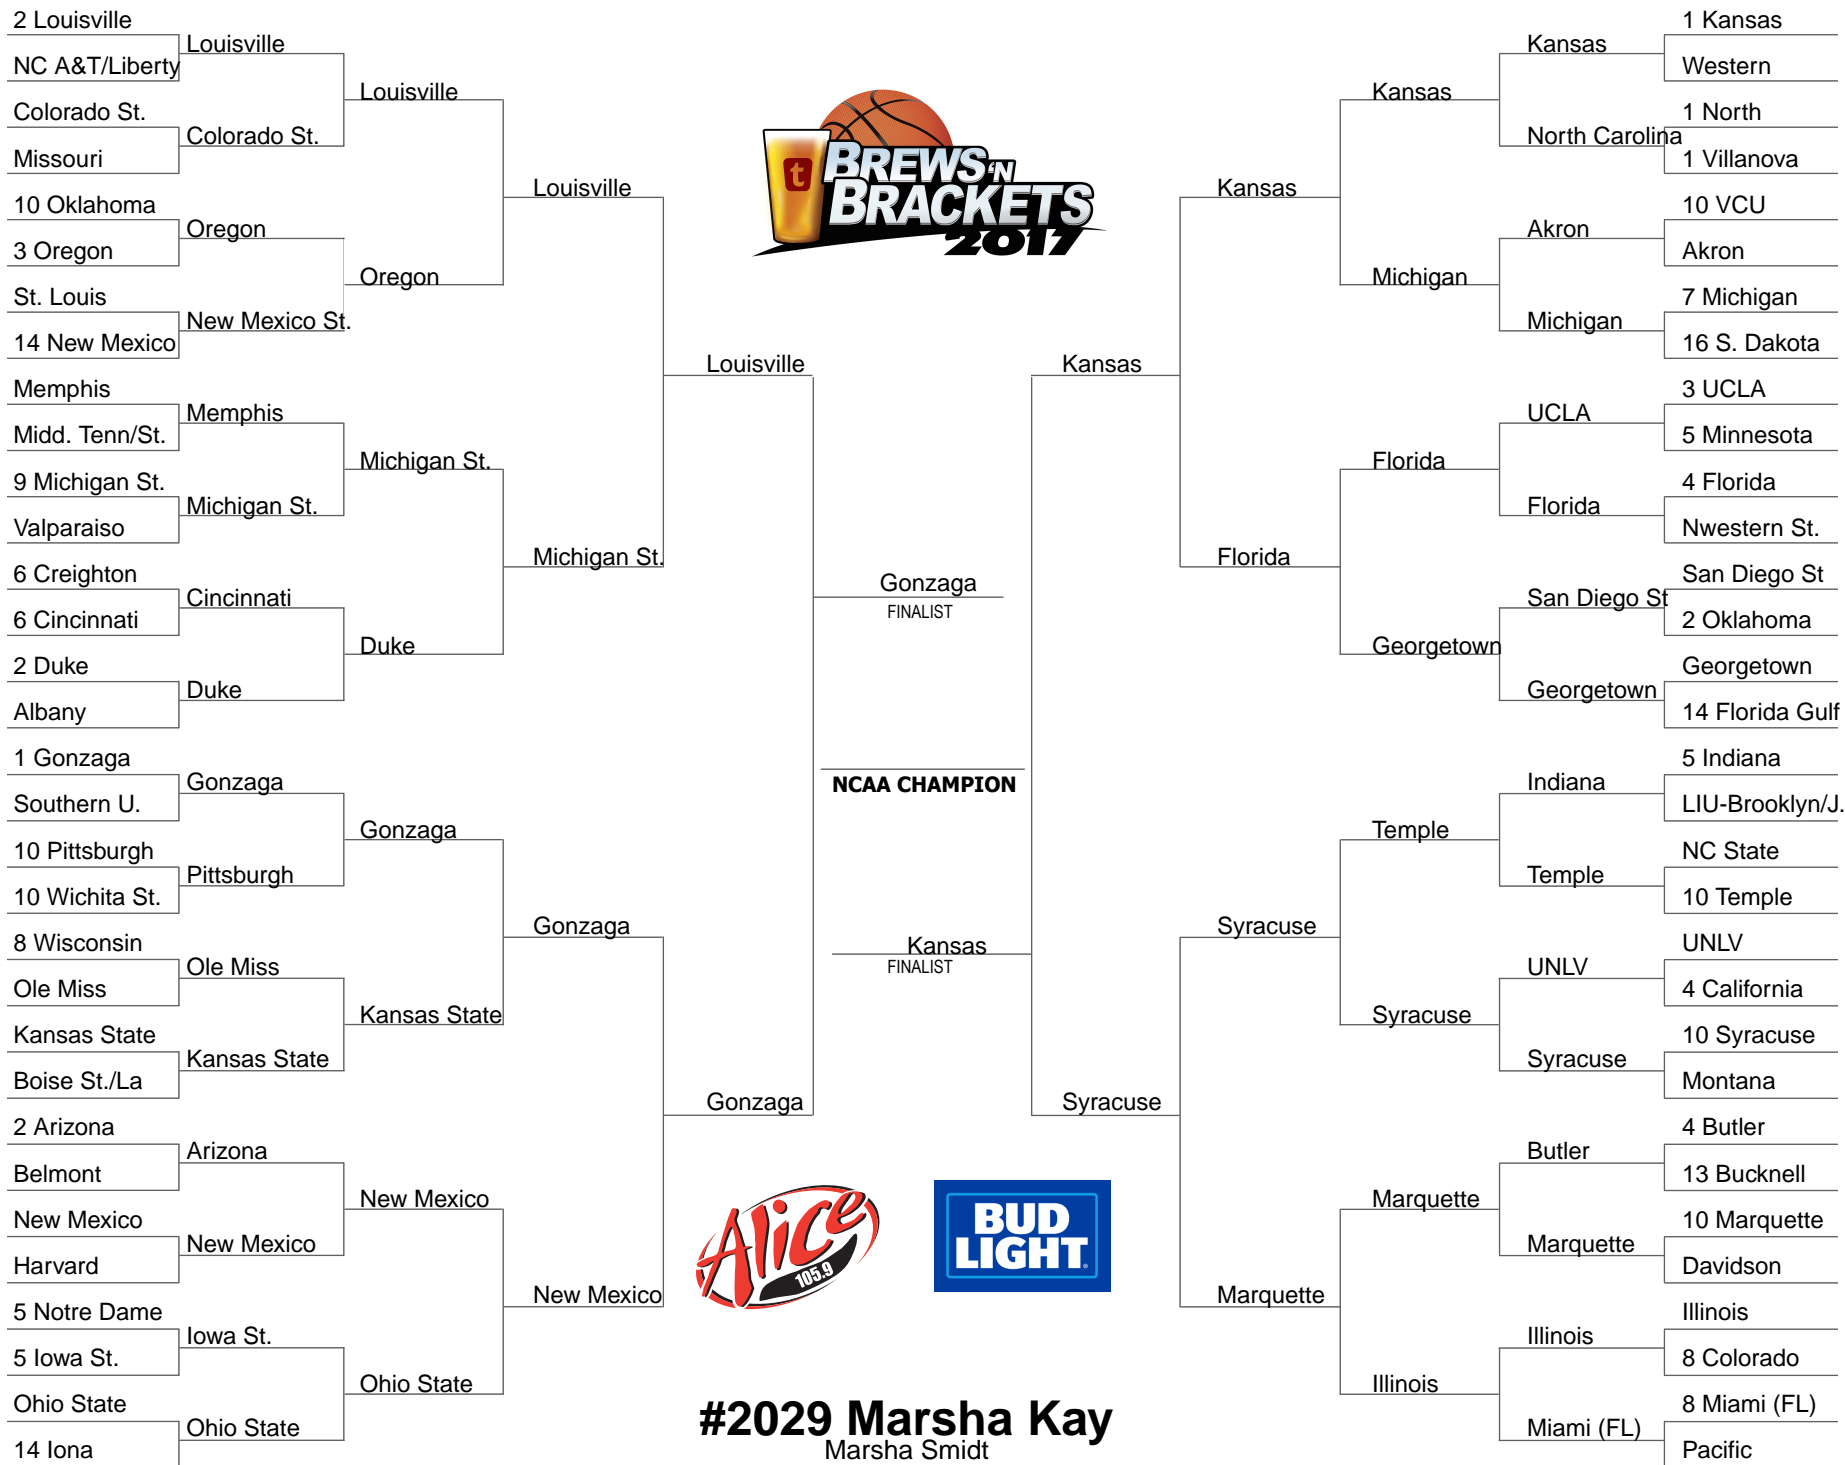 2 Louisville
NC A&T/Liberty
Colorado St.
Missouri
10 Oklahoma
3 Oregon
St. Louis
14 New Mexico
Memphis
Midd. Tenn/St.
9 Michigan St.
Valparaiso
6 Creighton
6 Cincinnati
2 Duke
Albany
1 Gonzaga
Southern U.
10 Pittsburgh
10 Wichita St.
8 Wisconsin
Ole Miss
Kansas State
Boise St./La
2 Arizona
Belmont
New Mexico
Harvard
5 Notre Dame
5 Iowa St.
Ohio State
14 Iona
Louisville
Colorado St.
Oregon
New Mexico St.
Memphis
Michigan St.
Cincinnati
Duke
Gonzaga
Pittsburgh
Ole Miss
Kansas State
Arizona
New Mexico
Iowa St.
Ohio State
Louisville
Oregon
Michigan St.
Duke
Gonzaga
Kansas State
New Mexico
Ohio State
Louisville
Michigan St.
Gonzaga
New Mexico
Louisville
Gonzaga
t
BREWS 'N
BRACKETS
2017
Gonzaga
FINALIST
NCAA CHAMPION
Kansas
FINALIST
Alice
105.9
BUD
LIGHT
#2029 Marsha Kay
Marsha Smidt
Kansas
Syracuse
Kansas
Florida
Syracuse
Marquette
Kansas
Michigan
Florida
Georgetown
Temple
Syracuse
Marquette
Illinois
Kansas
North Carolina
Akron
Michigan
UCLA
Florida
San Diego St
Georgetown
Indiana
Temple
UNLV
Syracuse
Butler
Marquette
Illinois
Miami (FL)
1 Kansas
Western
1 North
1 Villanova
10 VCU
Akron
7 Michigan
16 S. Dakota
3 UCLA
5 Minnesota
4 Florida
Nwestern St.
San Diego St
2 Oklahoma
Georgetown
14 Florida Gulf
5 Indiana
LIU-Brooklyn/J.
NC State
10 Temple
UNLV
4 California
10 Syracuse
Montana
4 Butler
13 Bucknell
10 Marquette
Davidson
Illinois
8 Colorado
8 Miami (FL)
Pacific